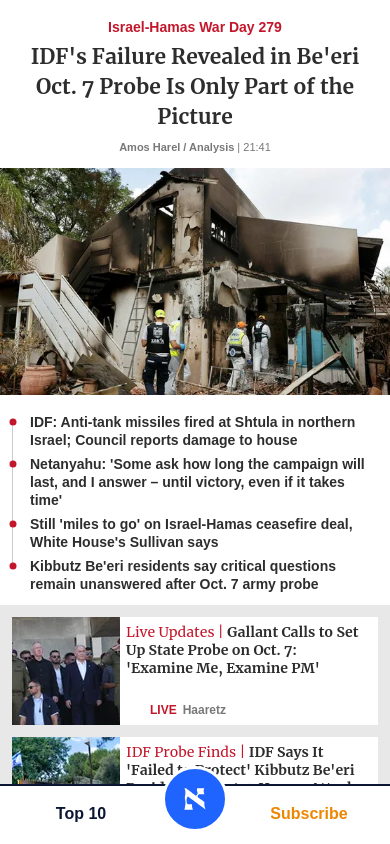 Israel-Hamas War Day 279
IDF's Failure Revealed in Be'eri
Oct. 7 Probe Is Only Part of the
Picture
Amos Harel / Analysis | 21:41
IDF: Anti-tank missiles fired at Shtula in northern
Israel; Council reports damage to house
Netanyahu: 'Some ask how long the campaign will
last, and I answer – until victory, even if it takes
time'
Still 'miles to go' on Israel-Hamas ceasefire deal,
White House's Sullivan says
Kibbutz Be'eri residents say critical questions
remain unanswered after Oct. 7 army probe
Live Updates | Gallant Calls to Set
Up State Probe on Oct. 7:
'Examine Me, Examine PM'
LIVE Haaretz
IDF Probe Finds | IDF Says It
'Failed to Protect' Kibbutz Be'eri
Top 10
Subscribe